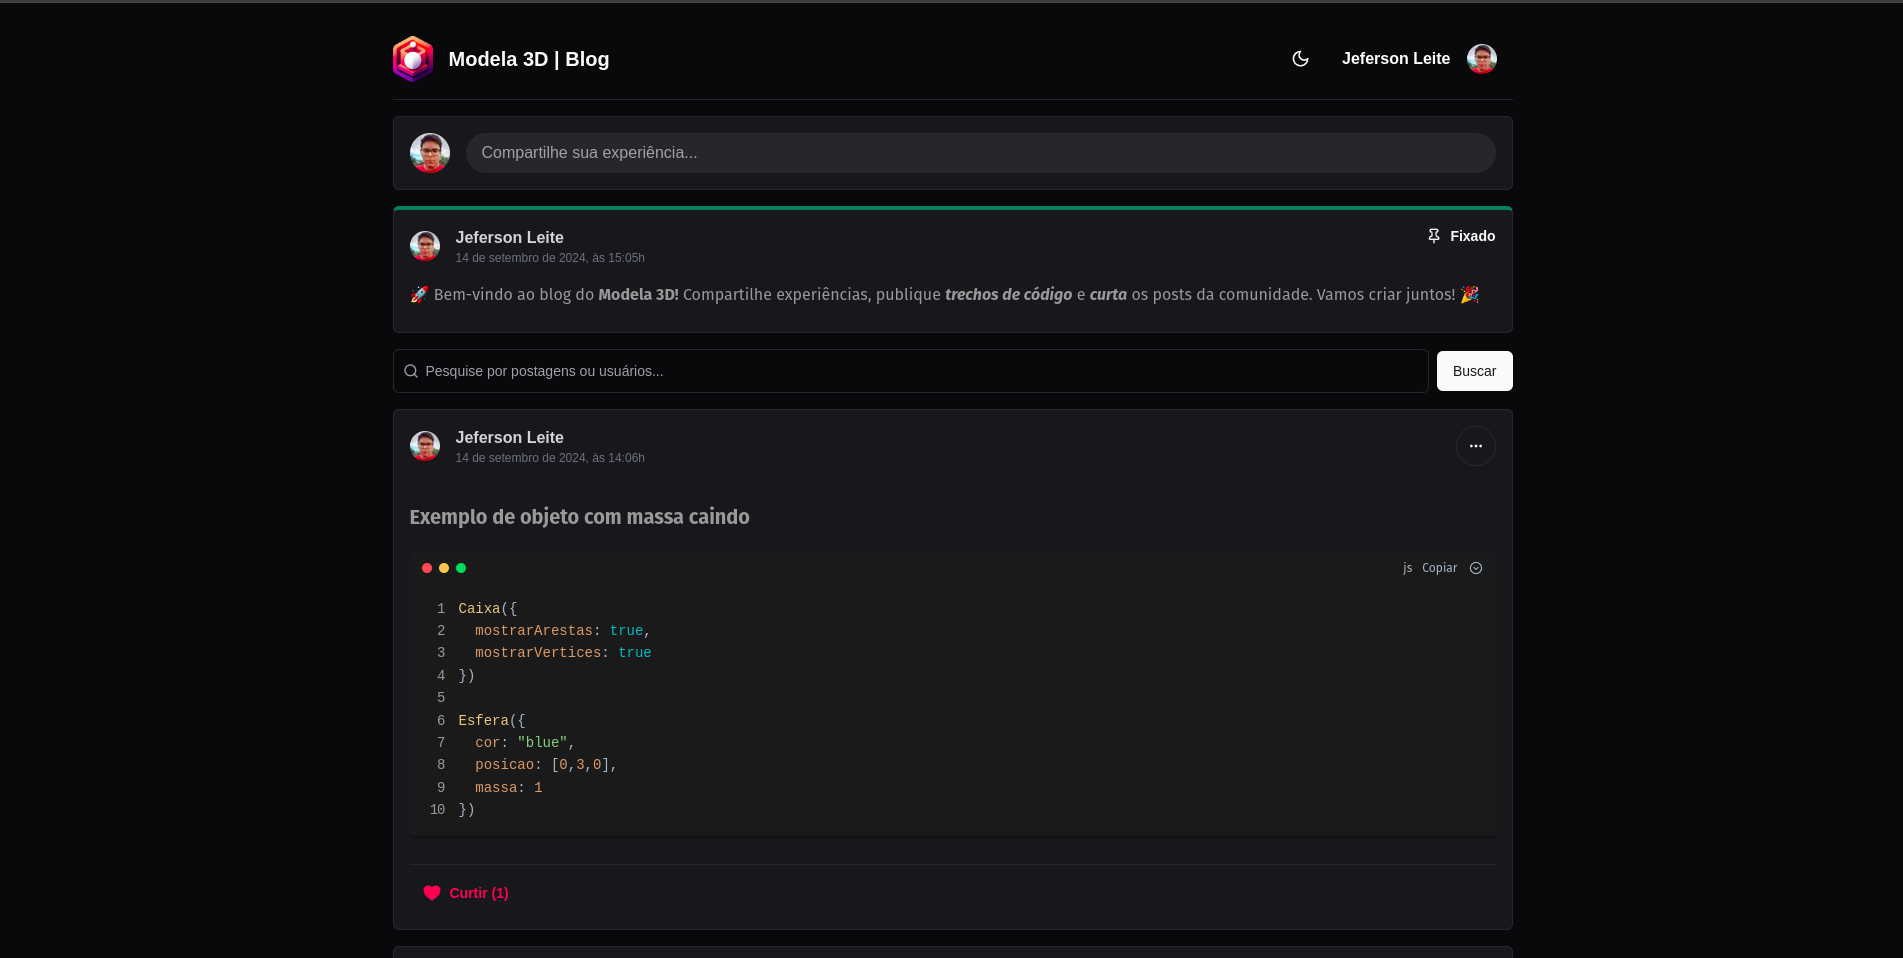 Modela 3D | Blog
Jeferson Leite
Compartilhe sua experiência...
Jeferson Leite
Fixado
14 de setembro de 2024, às 15:05h
🚀 Bem-vindo ao blog do Modela 3D! Compartilhe experiências, publique trechos de código e curta os posts da comunidade. Vamos criar juntos! 🎉
Pesquise por postagens ou usuários...
Buscar
Jeferson Leite
14 de setembro de 2024, às 14:06h
Exemplo de objeto com massa caindo
js Copiar
1 Caixa({
2   mostrarArestas: true,
3   mostrarVertices: true
4 })
5
6 Esfera({
7   cor: "blue",
8   posicao: [0,3,0],
9   massa: 1
10 })
Curtir (1)